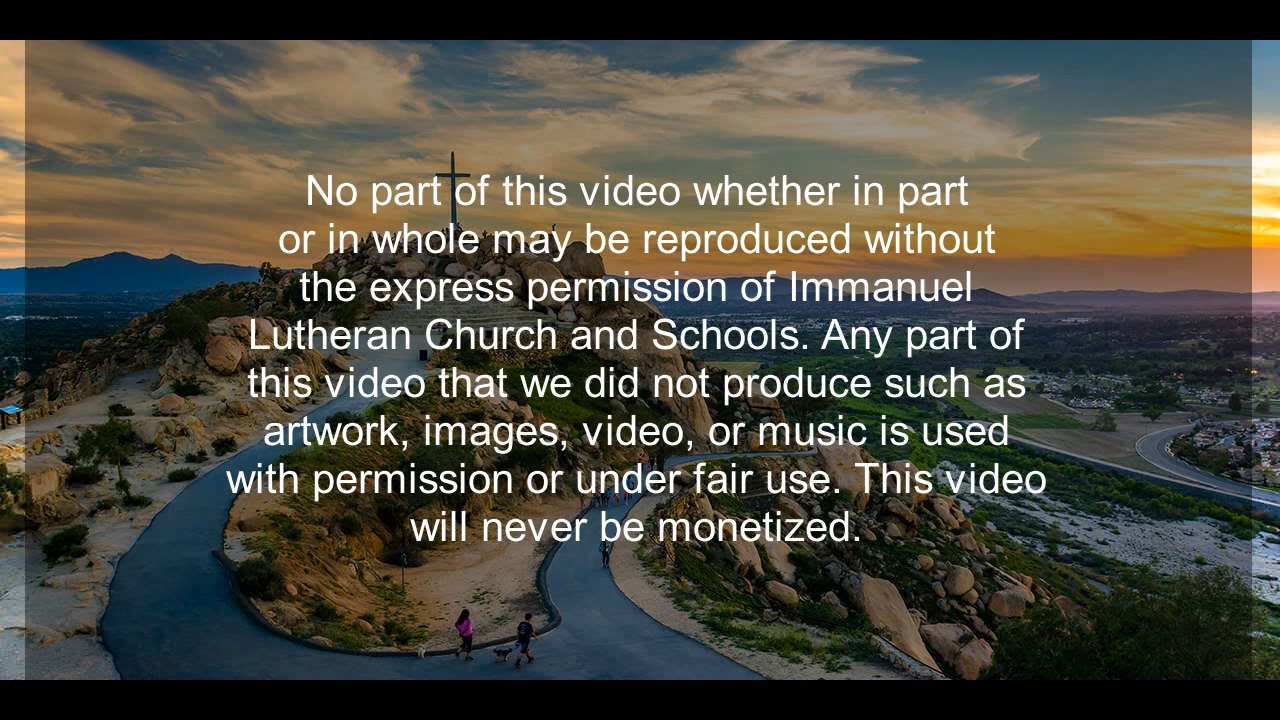 No part of this video whether in part
or in whole may be reproduced without
the express permission of Immanuel
Lutheran Church and Schools. Any part of
this video that we did not produce such as
artwork, images, video, or music is used
with permission or under fair use. This video
will never be monetized.